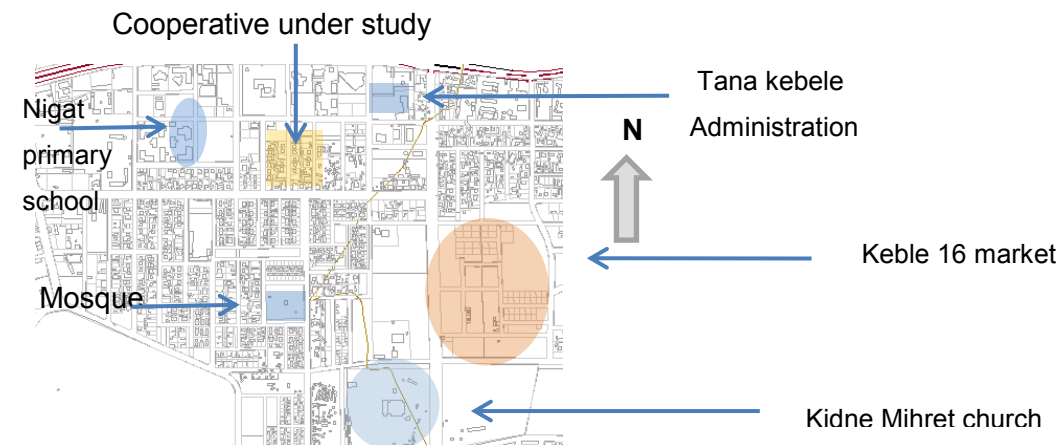 Cooperative under study
Nigat
primary
school
Mosque
Tana kebele
Administration
N
Keble 16 market
Kidne Mihret church